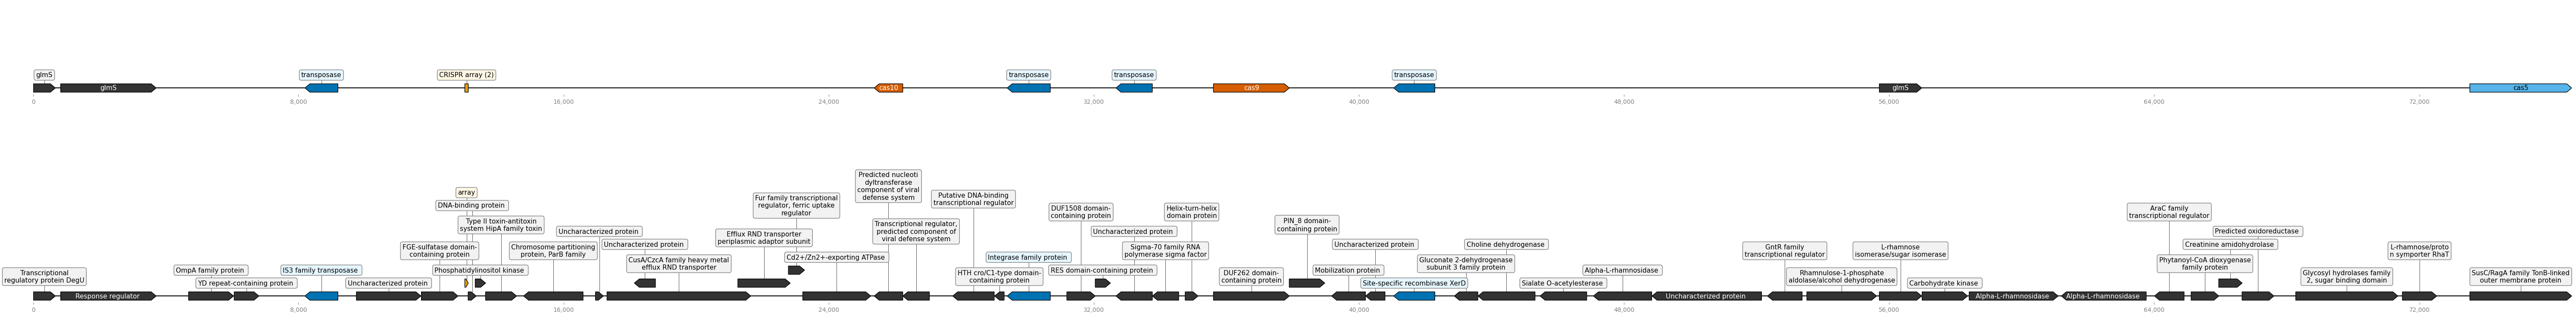 glmS
glmS
transposase
CRISPR array (2)
cas10
transposase
transposase
cas9
transposase
glmS
cas5
0
8,000
16,000
24,000
32,000
40,000
48,000
56,000
64,000
72,000
Transcriptional
regulatory protein DegU
Response regulator
OmpA family protein
YD repeat-containing protein
IS3 family transposase
Uncharacterized protein
FGE-sulfatase domain-
containing protein
array
DNA-binding protein
Type II toxin-antitoxin
system HipA family toxin
Phosphatidylinositol kinase
Chromosome partitioning
protein, ParB family
Uncharacterized protein
Uncharacterized protein
CusA/CzcA family heavy metal
efflux RND transporter
Efflux RND transporter
periplasmic adaptor subunit
Fur family transcriptional
regulator, ferric uptake
regulator
Cd2+/Zn2+-exporting ATPase
Predicted nucleoti
dyltransferase
component of viral
defense system
Transcriptional regulator,
predicted component of
viral defense system
Putative DNA-binding
transcriptional regulator
HTH cro/C1-type domain-
containing protein
Integrase family protein
DUF1508 domain-
containing protein
RES domain-containing protein
Uncharacterized protein
Sigma-70 family RNA
polymerase sigma factor
Helix-turn-helix
domain protein
DUF262 domain-
containing protein
PIN_8 domain-
containing protein
Mobilization protein
Uncharacterized protein
Site-specific recombinase XerD
Gluconate 2-dehydrogenase
subunit 3 family protein
Choline dehydrogenase
Sialate O-acetylesterase
Alpha-L-rhamnosidase
Uncharacterized protein
GntR family
transcriptional regulator
Rhamnulose-1-phosphate
aldolase/alcohol dehydrogenase
L-rhamnose
isomerase/sugar isomerase
Carbohydrate kinase
Alpha-L-rhamnosidase
Alpha-L-rhamnosidase
AraC family
transcriptional regulator
Phytanoyl-CoA dioxygenase
family protein
Creatinine amidohydrolase
Predicted oxidoreductase
Glycosyl hydrolases family
2, sugar binding domain
L-rhamnose/proto
n symporter RhaT
SusC/RagA family TonB-linked
outer membrane protein
0
8,000
16,000
24,000
32,000
40,000
48,000
56,000
64,000
72,000